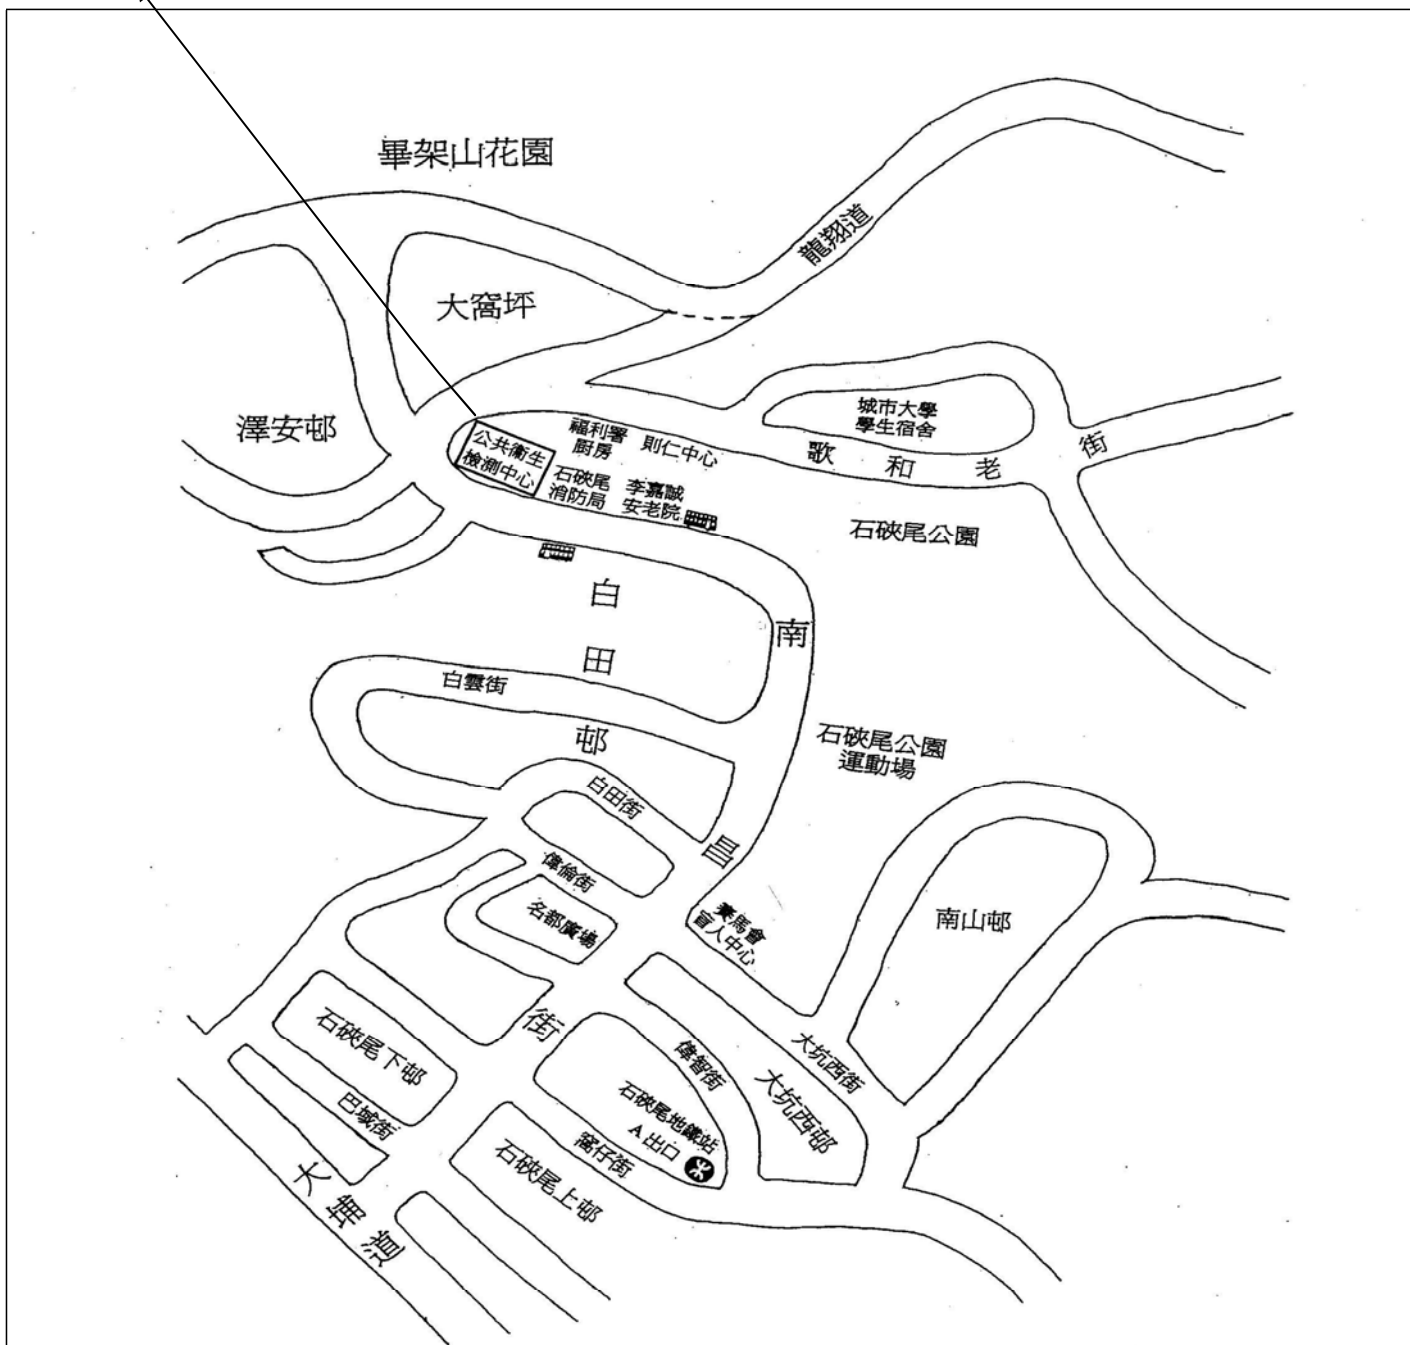 畢架山花園
龍翔道
大窩坪
城市大學
學生宿舍
澤安邨
公共衞生
檢測中心
福利署
厨房
則仁中心
歌和老街
石硤尾
消防局
李嘉誠
安老院
石硤尾公園
白田邨
南昌街
白雲街
石硤尾公園
運動場
白田街
偉倫街
名都廣場
賽馬會
盲人中心
南山邨
石硤尾下邨
偉智街
大坑西街
大坑西邨
巴域街
石硤尾地鐵站
A 出口
窩仔街
石硤尾上邨
大埔道